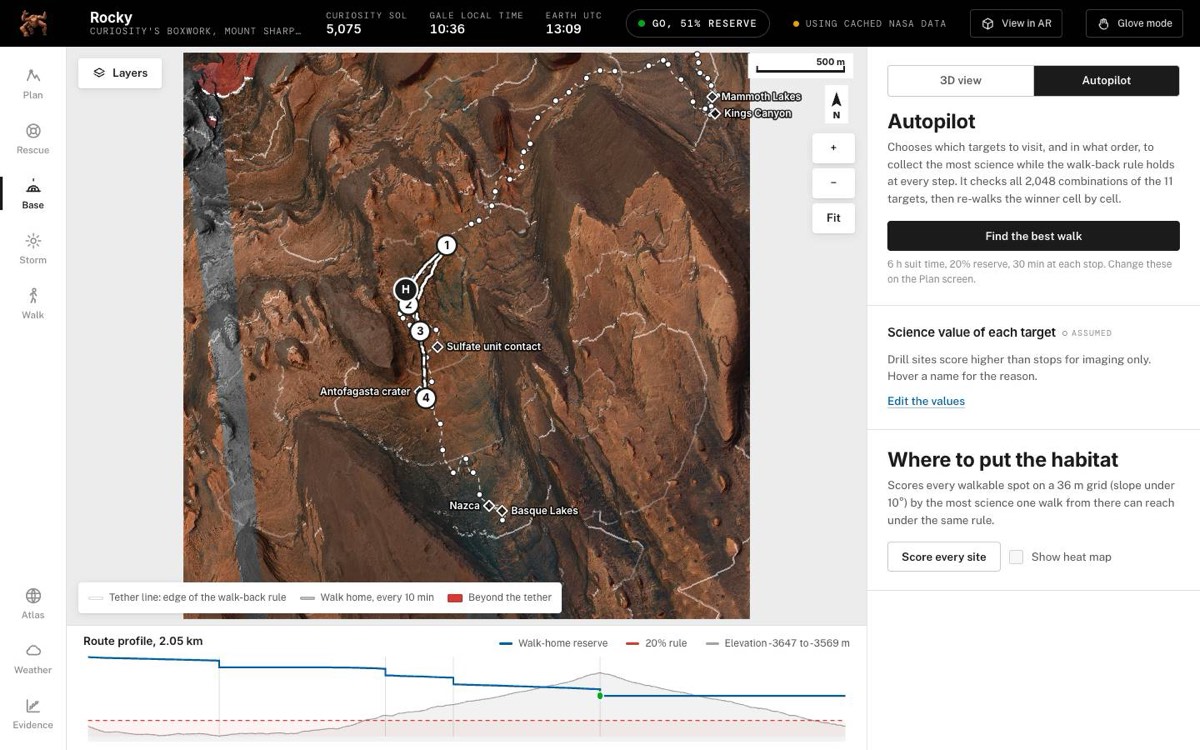 Rocky
CURIOSITY'S BOXWORK, MOUNT SHARP…
CURIOSITY SOL
5,075
GALE LOCAL TIME
10:36
EARTH UTC
13:09
GO, 51% RESERVE
USING CACHED NASA DATA
View in AR
Glove mode
Plan
Rescue
Base
Storm
Walk
Atlas
Weather
Evidence
Layers
500 m
N
+
−
Fit
Mammoth Lakes
Kings Canyon
1
H
2
3
Sulfate unit contact
Antofagasta crater
4
Nazca
Basque Lakes
Tether line: edge of the walk-back rule
Walk home, every 10 min
Beyond the tether
Route profile, 2.05 km
Walk-home reserve
20% rule
Elevation -3647 to -3569 m
3D view
Autopilot
Autopilot
Chooses which targets to visit, and in what order, to
collect the most science while the walk-back rule holds
at every step. It checks all 2,048 combinations of the 11
targets, then re-walks the winner cell by cell.
Find the best walk
6 h suit time, 20% reserve, 30 min at each stop. Change these
on the Plan screen.
Science value of each target
ASSUMED
Drill sites score higher than stops for imaging only.
Hover a name for the reason.
Edit the values
Where to put the habitat
Scores every walkable spot on a 36 m grid (slope under
10°) by the most science one walk from there can reach
under the same rule.
Score every site
Show heat map